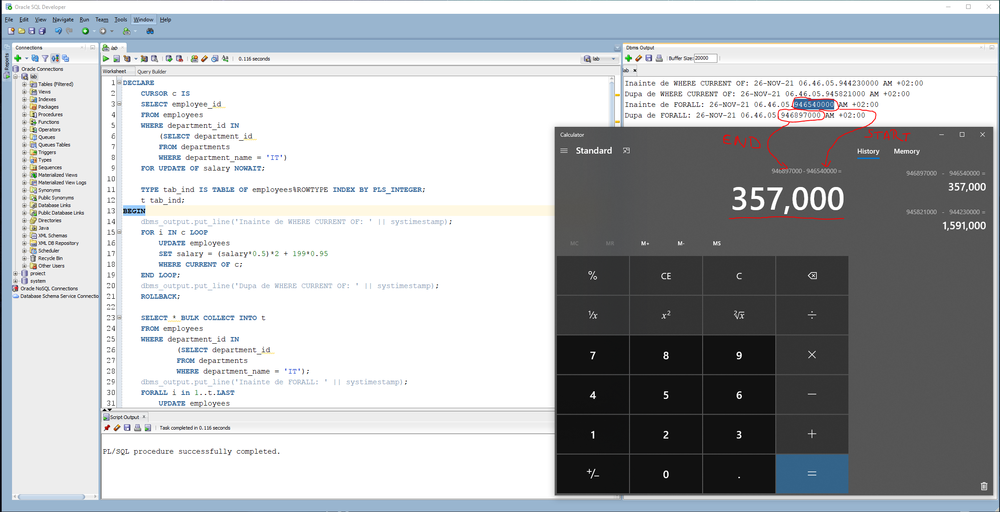 Oracle SQL Developer
File Edit View Navigate Run Team Tools Window Help
Reports
Connections
Oracle Connections
lab
Tables (Filtered)
Views
Indexes
Packages
Procedures
Functions
Operators
Queues
Queues Tables
Triggers
Types
Sequences
Materialized Views
Materialized View Logs
Synonyms
Public Synonyms
Database Links
Public Database Links
Directories
Java
XML Schemas
XML DB Repository
Scheduler
Recycle Bin
Other Users
proiect
system
Oracle NoSQL Connections
Database Schema Service Connectio
lab
0.116 seconds
lab
Worksheet Query Builder
1 DECLARE
2 CURSOR c IS
3 SELECT employee_id
4 FROM employees
5 WHERE department_id IN
6 (SELECT department_id
7 FROM departments
8 WHERE department_name = 'IT')
9 FOR UPDATE OF salary NOWAIT;
10
11 TYPE tab_ind IS TABLE OF employees%ROWTYPE INDEX BY PLS_INTEGER;
12 t tab_ind;
13 BEGIN
14 dbms_output.put_line('Inainte de WHERE CURRENT OF: ' || systimestamp);
15 FOR i IN c LOOP
16 UPDATE employees
17 SET salary = (salary*0.5)*2 + 199*0.95
18 WHERE CURRENT OF c;
19 END LOOP;
20 dbms_output.put_line('Dupa de WHERE CURRENT OF: ' || systimestamp);
21 ROLLBACK;
22
23 SELECT * BULK COLLECT INTO t
24 FROM employees
25 WHERE department_id IN
26 (SELECT department_id
27 FROM departments
28 WHERE department_name = 'IT');
29 dbms_output.put_line('Inainte de FORALL: ' || systimestamp);
30 FORALL i in 1..t.LAST
31 UPDATE employees
Script Output
Task completed in 0.116 seconds
PL/SQL procedure successfully completed.
Dbms Output
Buffer Size: 20000
lab
Inainte de WHERE CURRENT OF: 26-NOV-21 06.46.05.944230000 AM +02:00
Dupa de WHERE CURRENT OF: 26-NOV-21 06.46.05.945821000 AM +02:00
Inainte de FORALL: 26-NOV-21 06.46.05.946540000 AM +02:00
Dupa de FORALL: 26-NOV-21 06.46.05.946897000 AM +02:00
END
START
Calculator
Standard
History Memory
946897000 - 946540000 =
357,000
946897000 - 946540000 =
357,000
945821000 - 944230000 =
1,591,000
MC MR M+ M- MS
% CE C
¹/x x² ²√x ÷
7 8 9 ×
4 5 6 −
1 2 3 +
+/− 0 . =